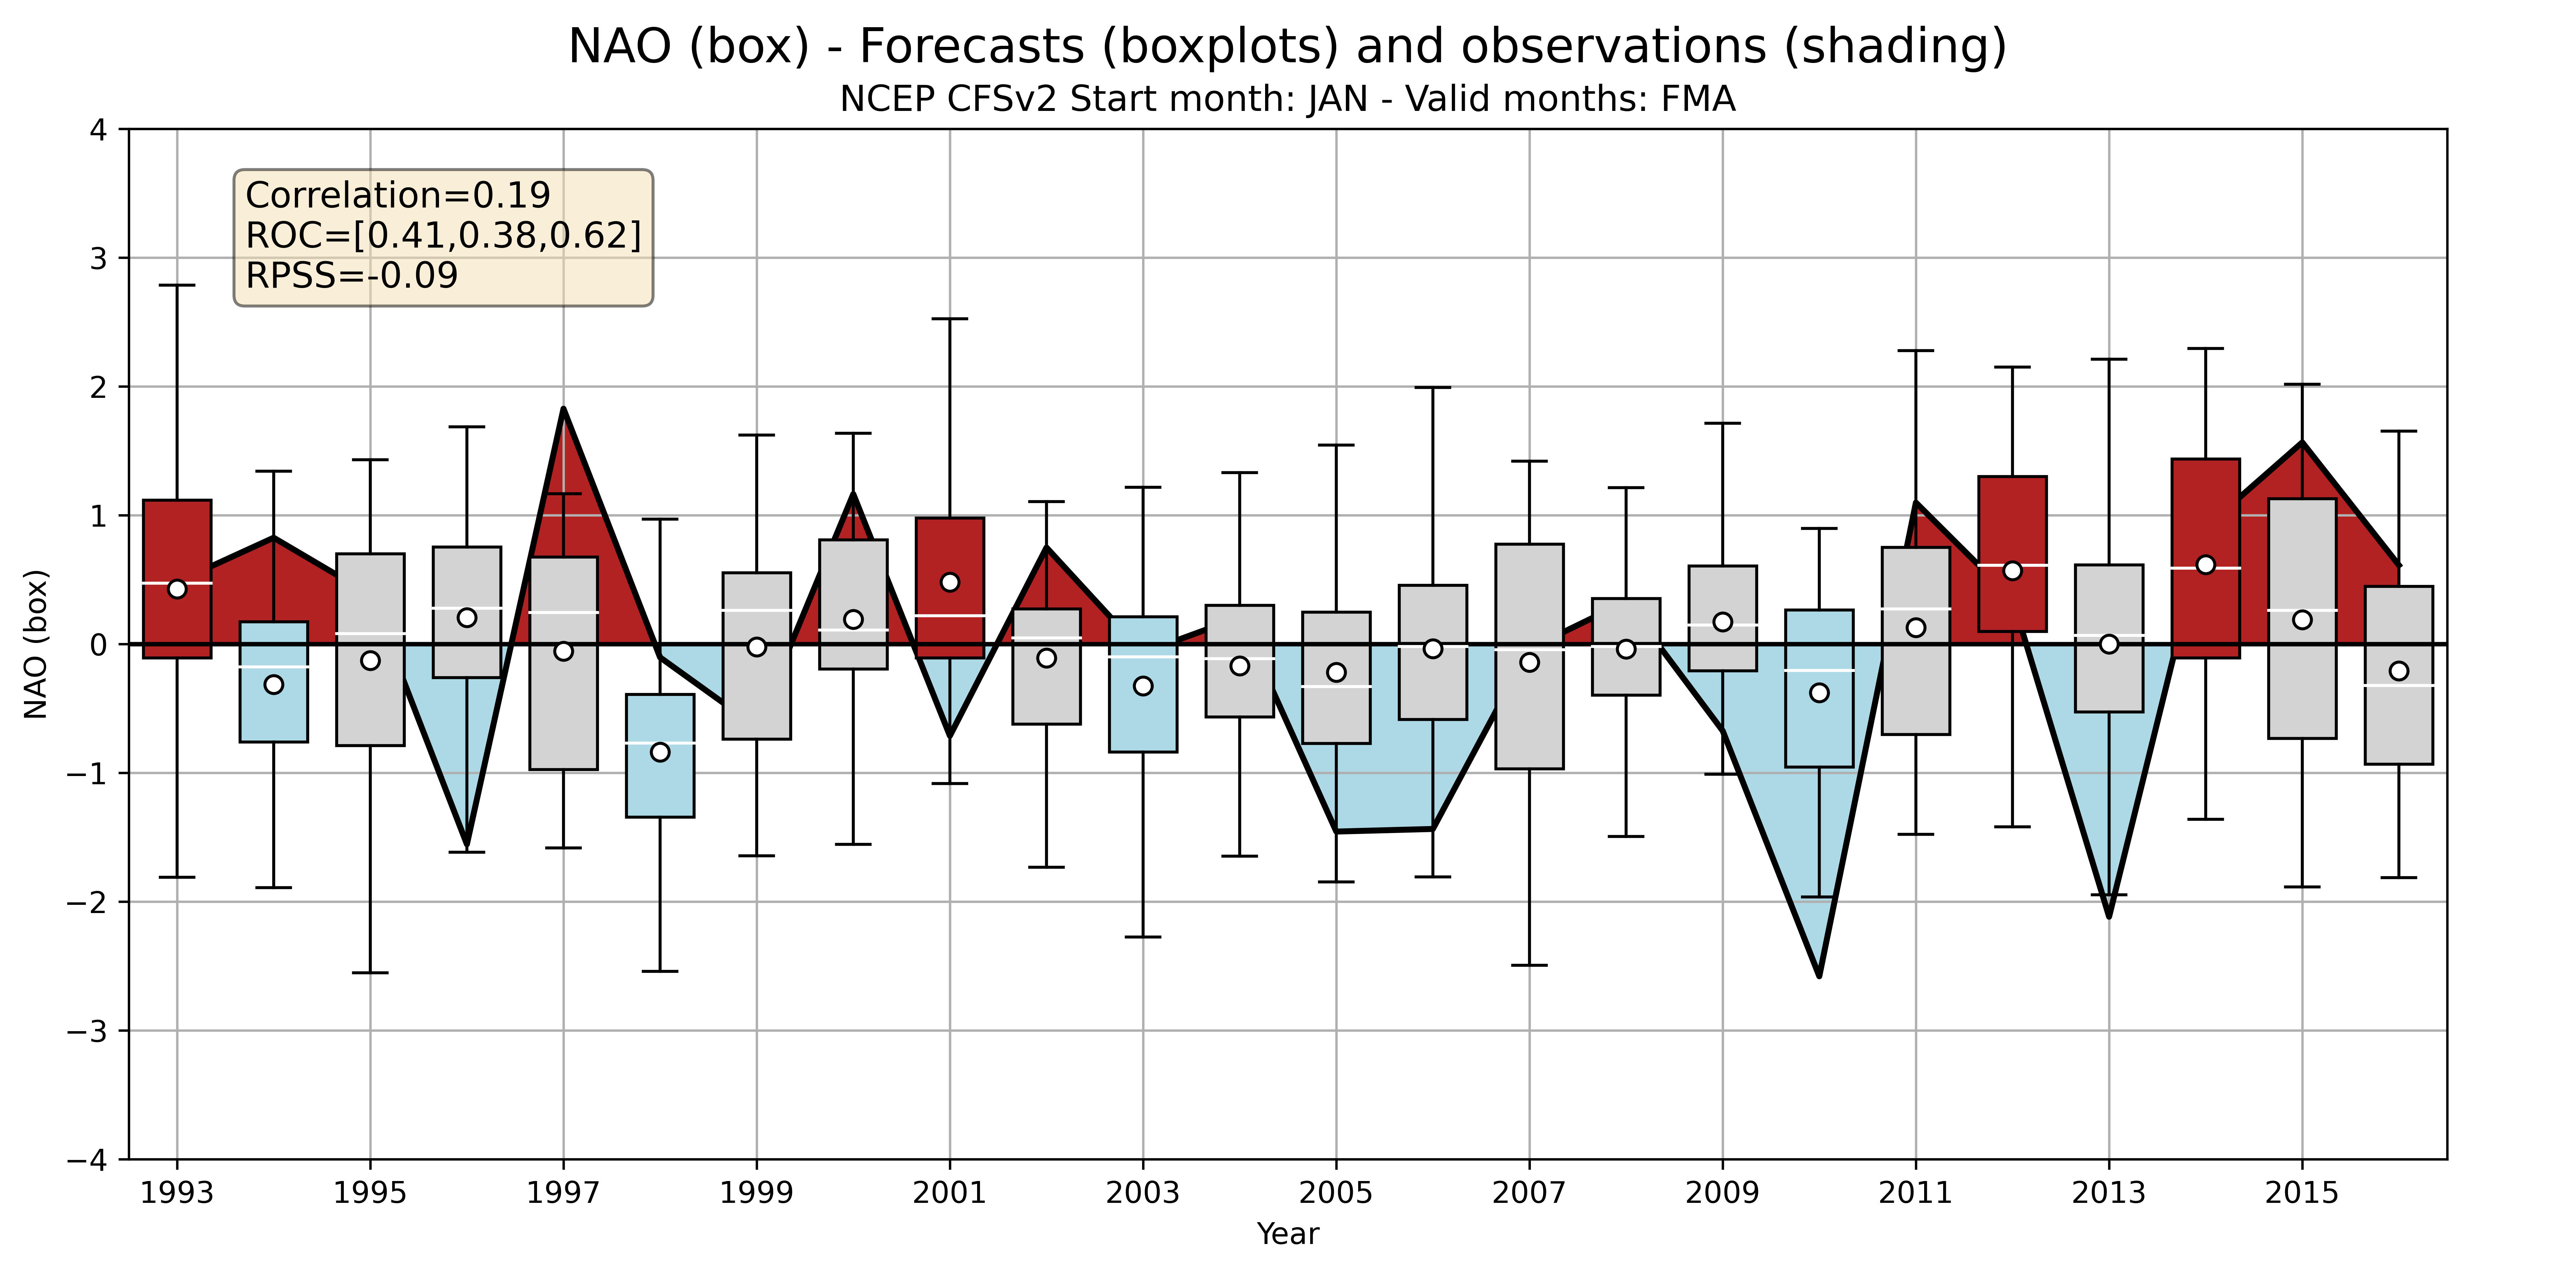 NAO (box) - Forecasts (boxplots) and observations (shading)
NCEP CFSv2 Start month: JAN - Valid months: FMA
Correlation=0.19
ROC=[0.41,0.38,0.62]
RPSS=-0.09
NAO (box)
4
3
2
1
0
−1
−2
−3
−4
1993 1995 1997 1999 2001 2003 2005 2007 2009 2011 2013 2015
Year